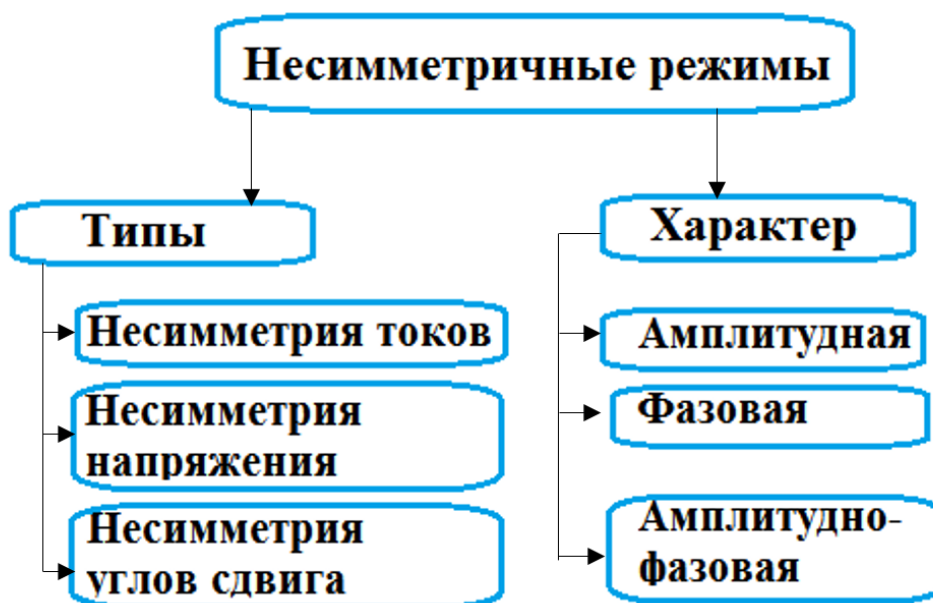 Несимметричные режимы
Типы
Несимметрия токов
Несимметрия
напряжения
Несимметрия
углов сдвига
Характер
Амплитудная
Фазовая
Амплитудно-
фазовая